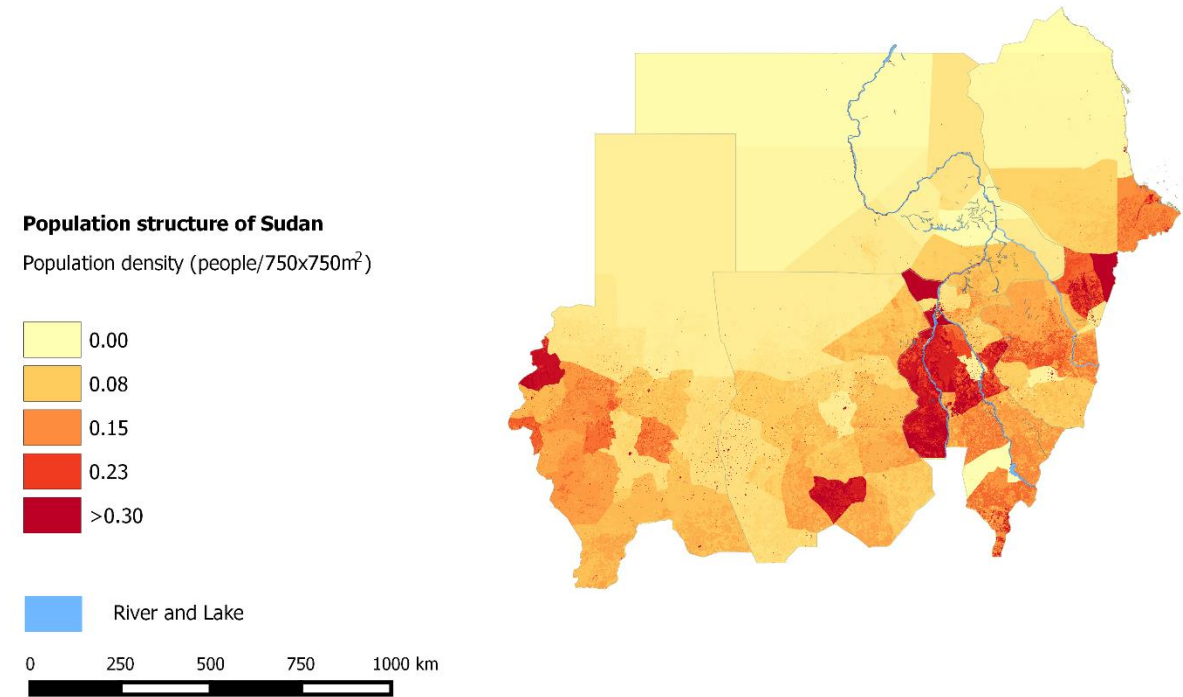 Population structure of Sudan
Population density (people/750x750m²)
0.00
0.08
0.15
0.23
>0.30
River and Lake
0 250 500 750 1000 km